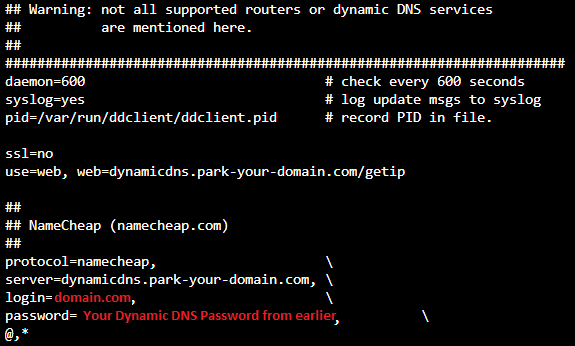 ## Warning: not all supported routers or dynamic DNS services
##          are mentioned here.
##
######################################################################
daemon=600                              # check every 600 seconds
syslog=yes                              # log update msgs to syslog
pid=/var/run/ddclient/ddclient.pid      # record PID in file.
ssl=no
use=web, web=dynamicdns.park-your-domain.com/getip
##
## NameCheap (namecheap.com)
##
protocol=namecheap,                     \
server=dynamicdns.park-your-domain.com, \
login=domain.com,                       \
password= Your Dynamic DNS Password from earlier,          \
@,*